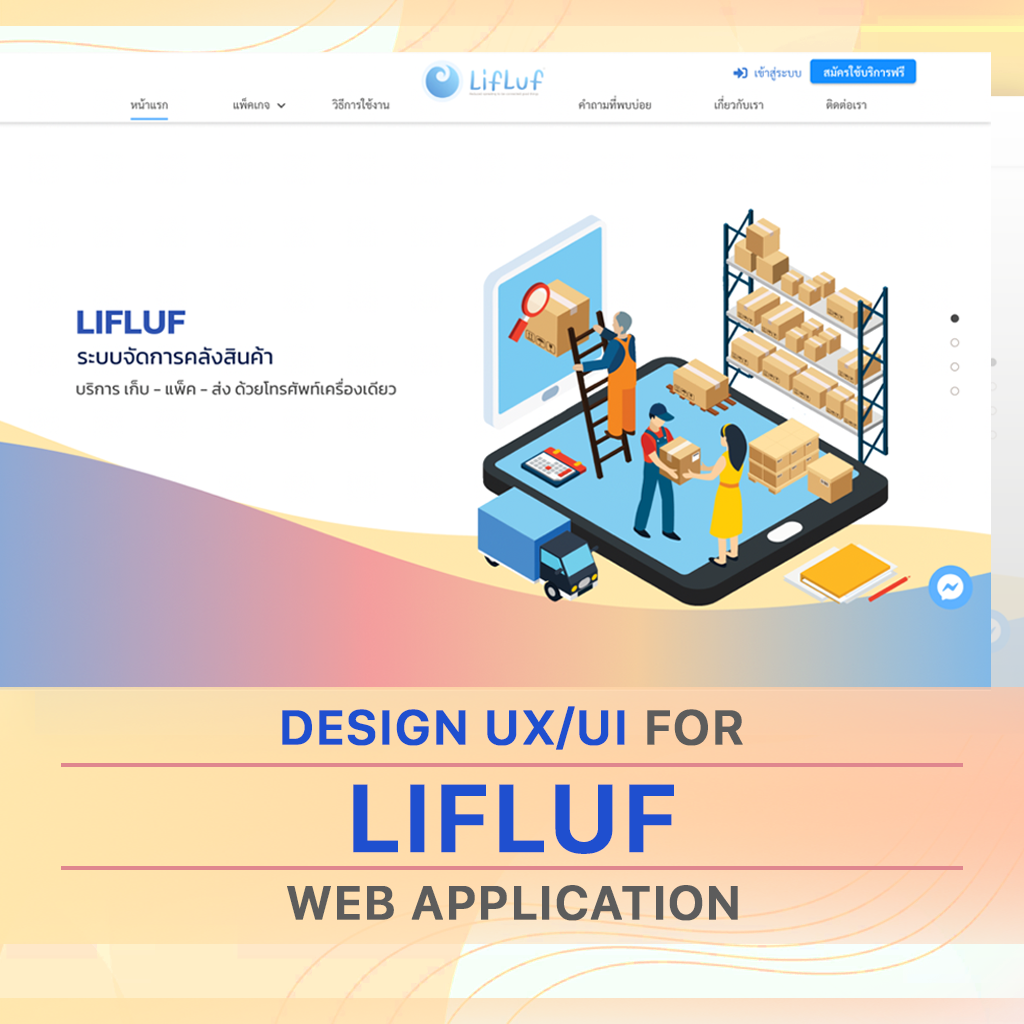 LifLuf
เข้าสู่ระบบ
สมัครใช้บริการฟรี
หน้าแรก แพ็คเกจ วิธีการใช้งาน คำถามที่พบบ่อย เกี่ยวกับเรา ติดต่อเรา
LIFLUF
ระบบจัดการคลังสินค้า
บริการ เก็บ - แพ็ค - ส่ง ด้วยโทรศัพท์เครื่องเดียว
DESIGN UX/UI FOR
LIFLUF
WEB APPLICATION